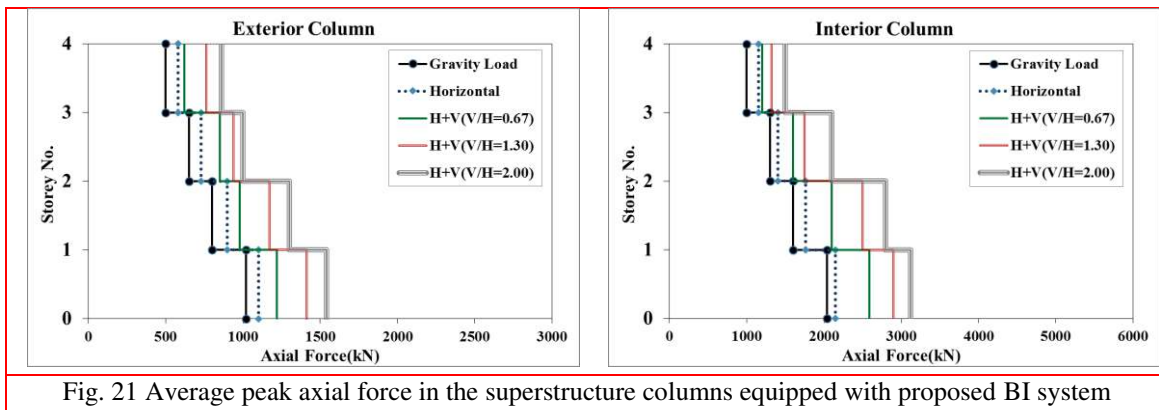 Exterior Column
4
3
2
1
0
Storey No.
Gravity Load
Horizontal
H+V(V/H=0.67)
H+V(V/H=1.30)
H+V(V/H=2.00)
0 500 1000 1500 2000 2500 3000
Axial Force(kN)
Interior Column
4
3
2
1
0
Storey No.
Gravity Load
Horizontal
H+V(V/H=0.67)
H+V(V/H=1.30)
H+V(V/H=2.00)
0 1000 2000 3000 4000 5000 6000
Axial Force(kN)
Fig. 21 Average peak axial force in the superstructure columns equipped with proposed BI system